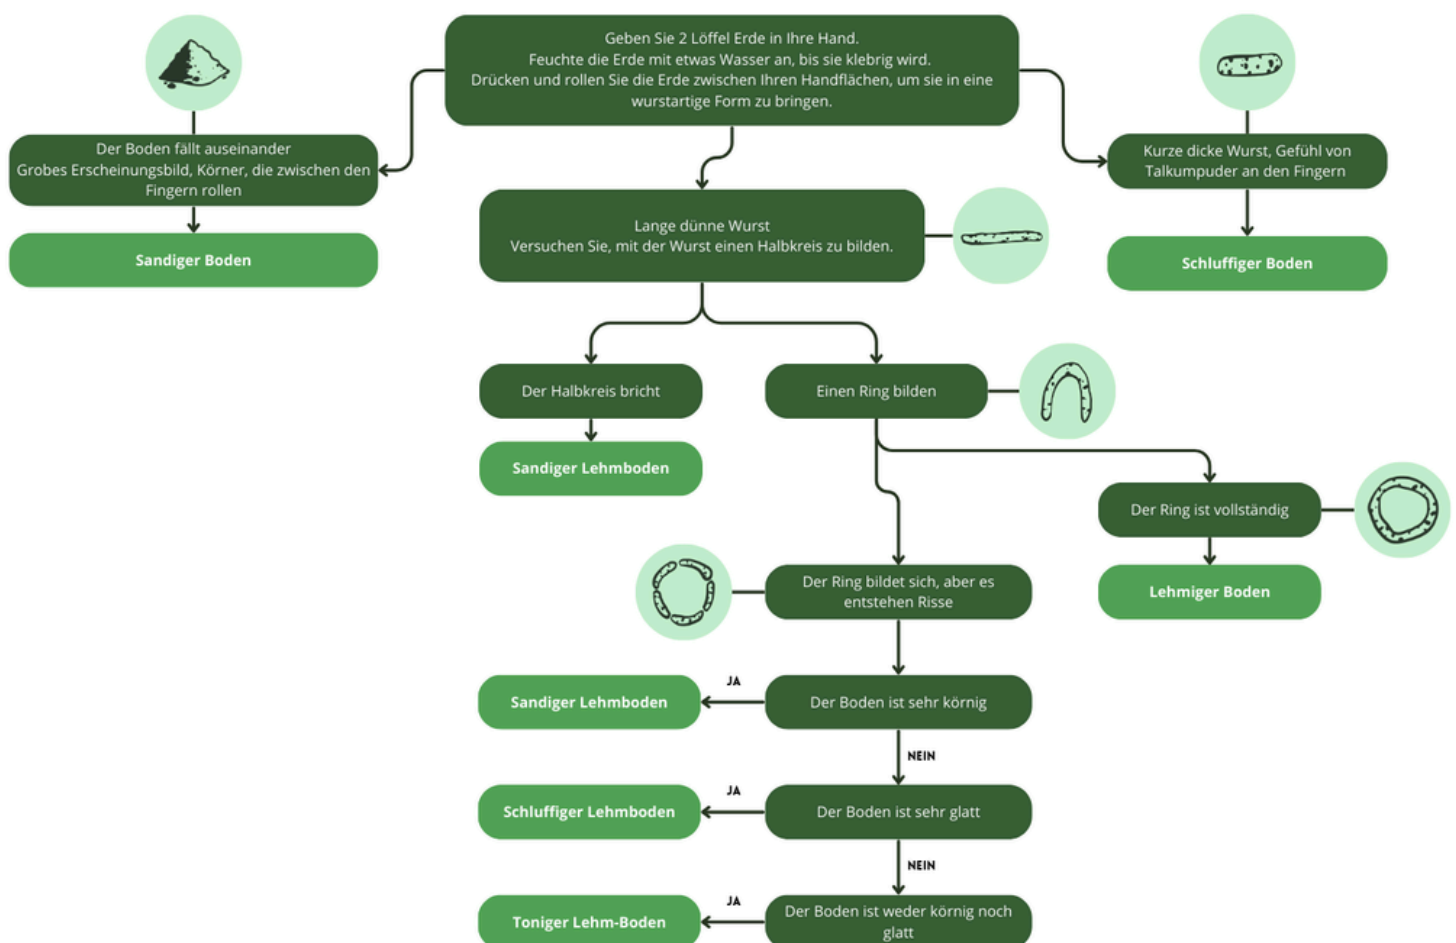 Geben Sie 2 Löffel Erde in Ihre Hand.
Feuchte die Erde mit etwas Wasser an, bis sie klebrig wird.
Drücken und rollen Sie die Erde zwischen Ihren Handflächen, um sie in eine
wurstartige Form zu bringen.
Der Boden fällt auseinander
Grobes Erscheinungsbild, Körner, die zwischen den
Fingern rollen
Sandiger Boden
Kurze dicke Wurst, Gefühl von
Talkumpuder an den Fingern
Schluffiger Boden
Lange dünne Wurst
Versuchen Sie, mit der Wurst einen Halbkreis zu bilden.
Der Halbkreis bricht
Sandiger Lehmboden
Einen Ring bilden
Der Ring ist vollständig
Lehmiger Boden
Der Ring bildet sich, aber es
entstehen Risse
Der Boden ist sehr körnig
JA
Sandiger Lehmboden
NEIN
Der Boden ist sehr glatt
JA
Schluffiger Lehmboden
NEIN
Der Boden ist weder körnig noch
glatt
JA
Toniger Lehm-Boden